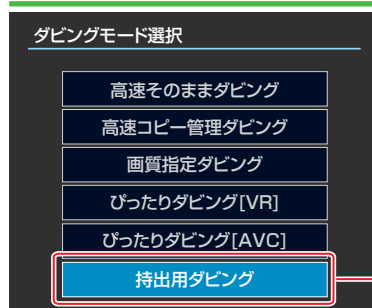 ダビングモード選択
高速そのままダビング
高速コピー管理ダビング
画質指定ダビング
ぴったりダビング[VR]
ぴったりダビング[AVC]
持出用ダビング